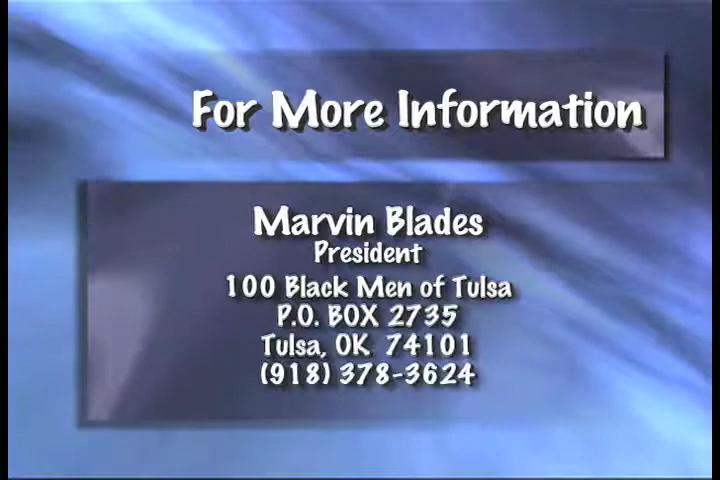 For More Information
Marvin Blades
President
100 Black Men of Tulsa
P.O. BOX 2735
Tulsa, OK 74101
(918) 378-3624